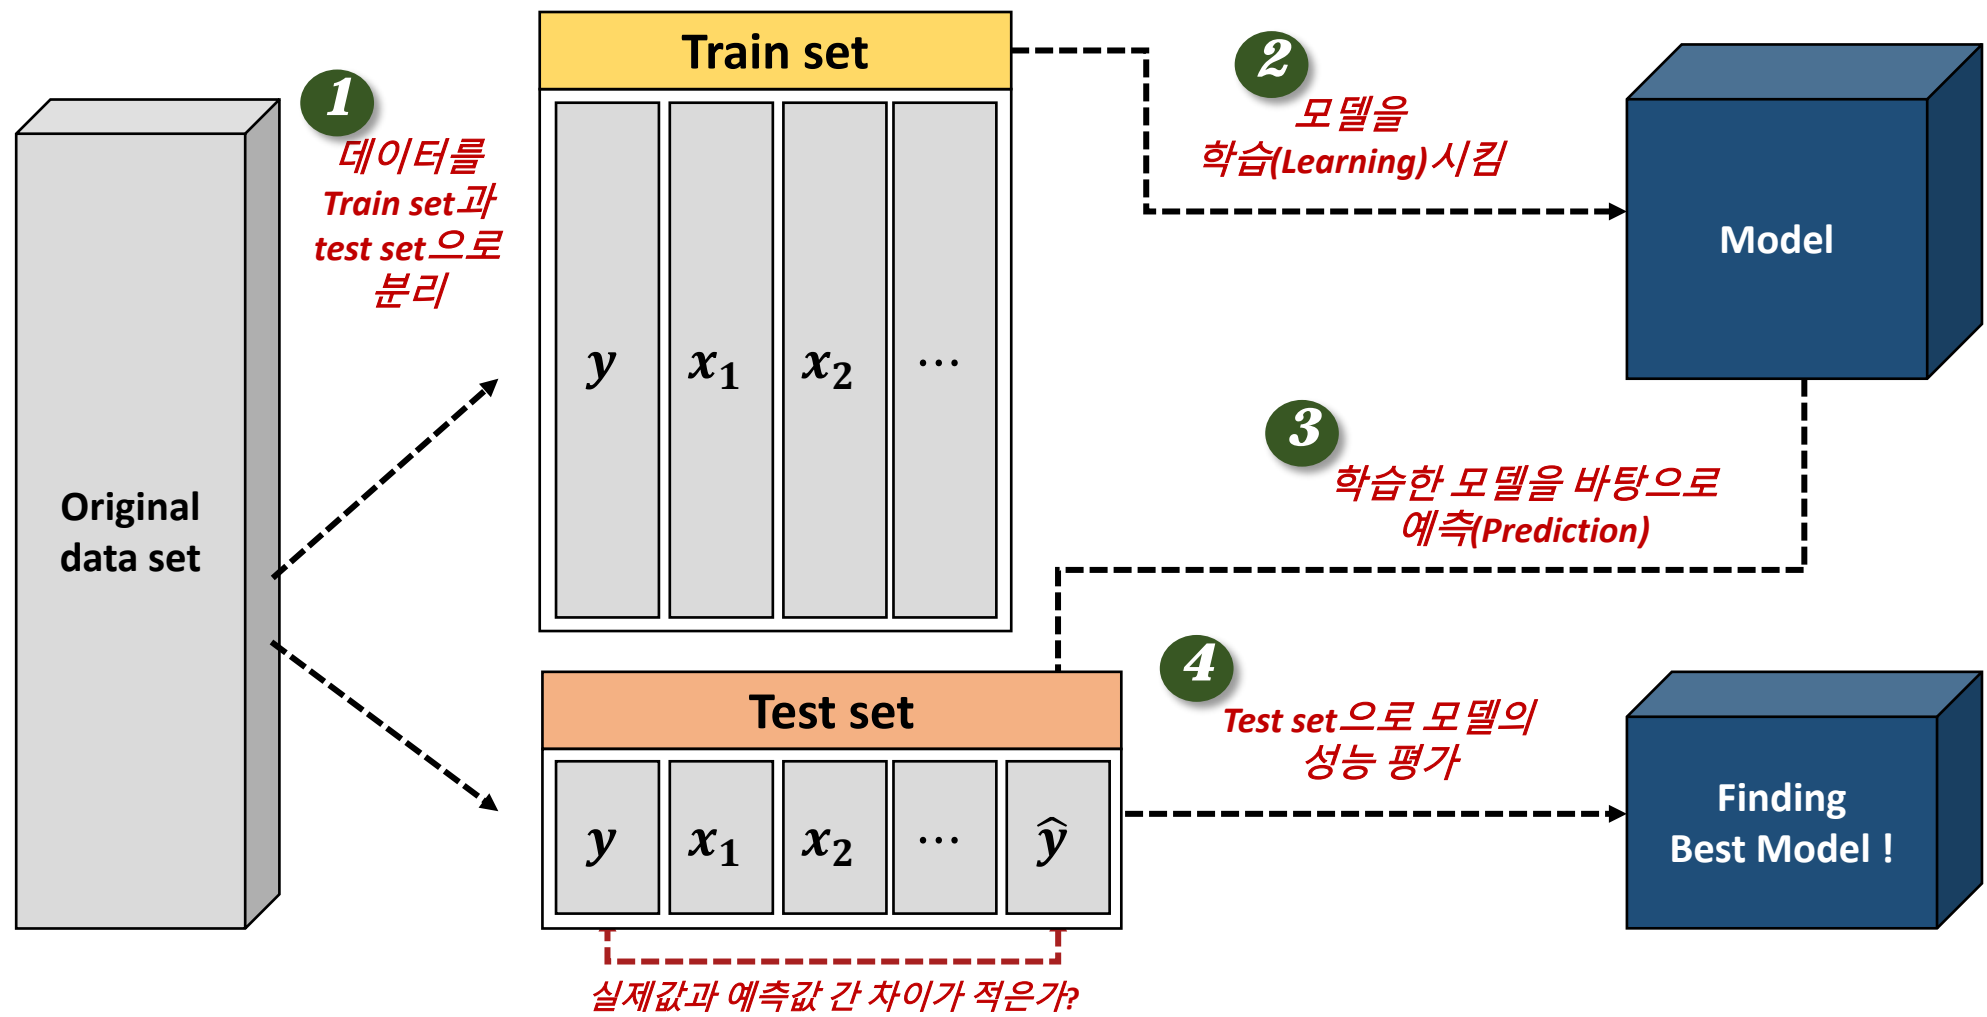 Original
data set
1
데이터를
Train set과
test set으로
분리
Train set
y x₁ x₂ ⋯
2
모델을
학습(Learning)시킴
Model
3
학습한 모델을 바탕으로
예측(Prediction)
Test set
y x₁ x₂ ⋯ ŷ
실제값과 예측값 간 차이가 적은가?
4
Test set으로 모델의
성능 평가
Finding
Best Model !